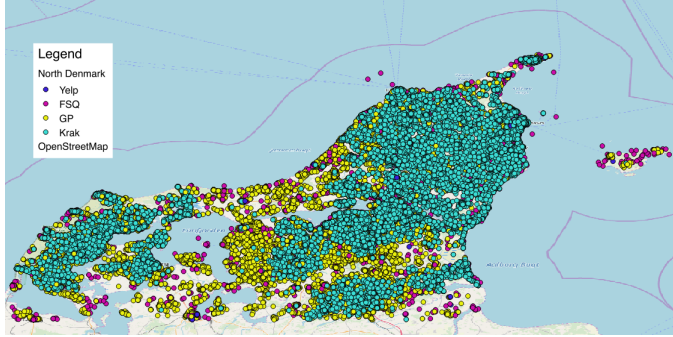 Legend
North Denmark
Yelp
FSQ
GP
Krak
OpenStreetMap